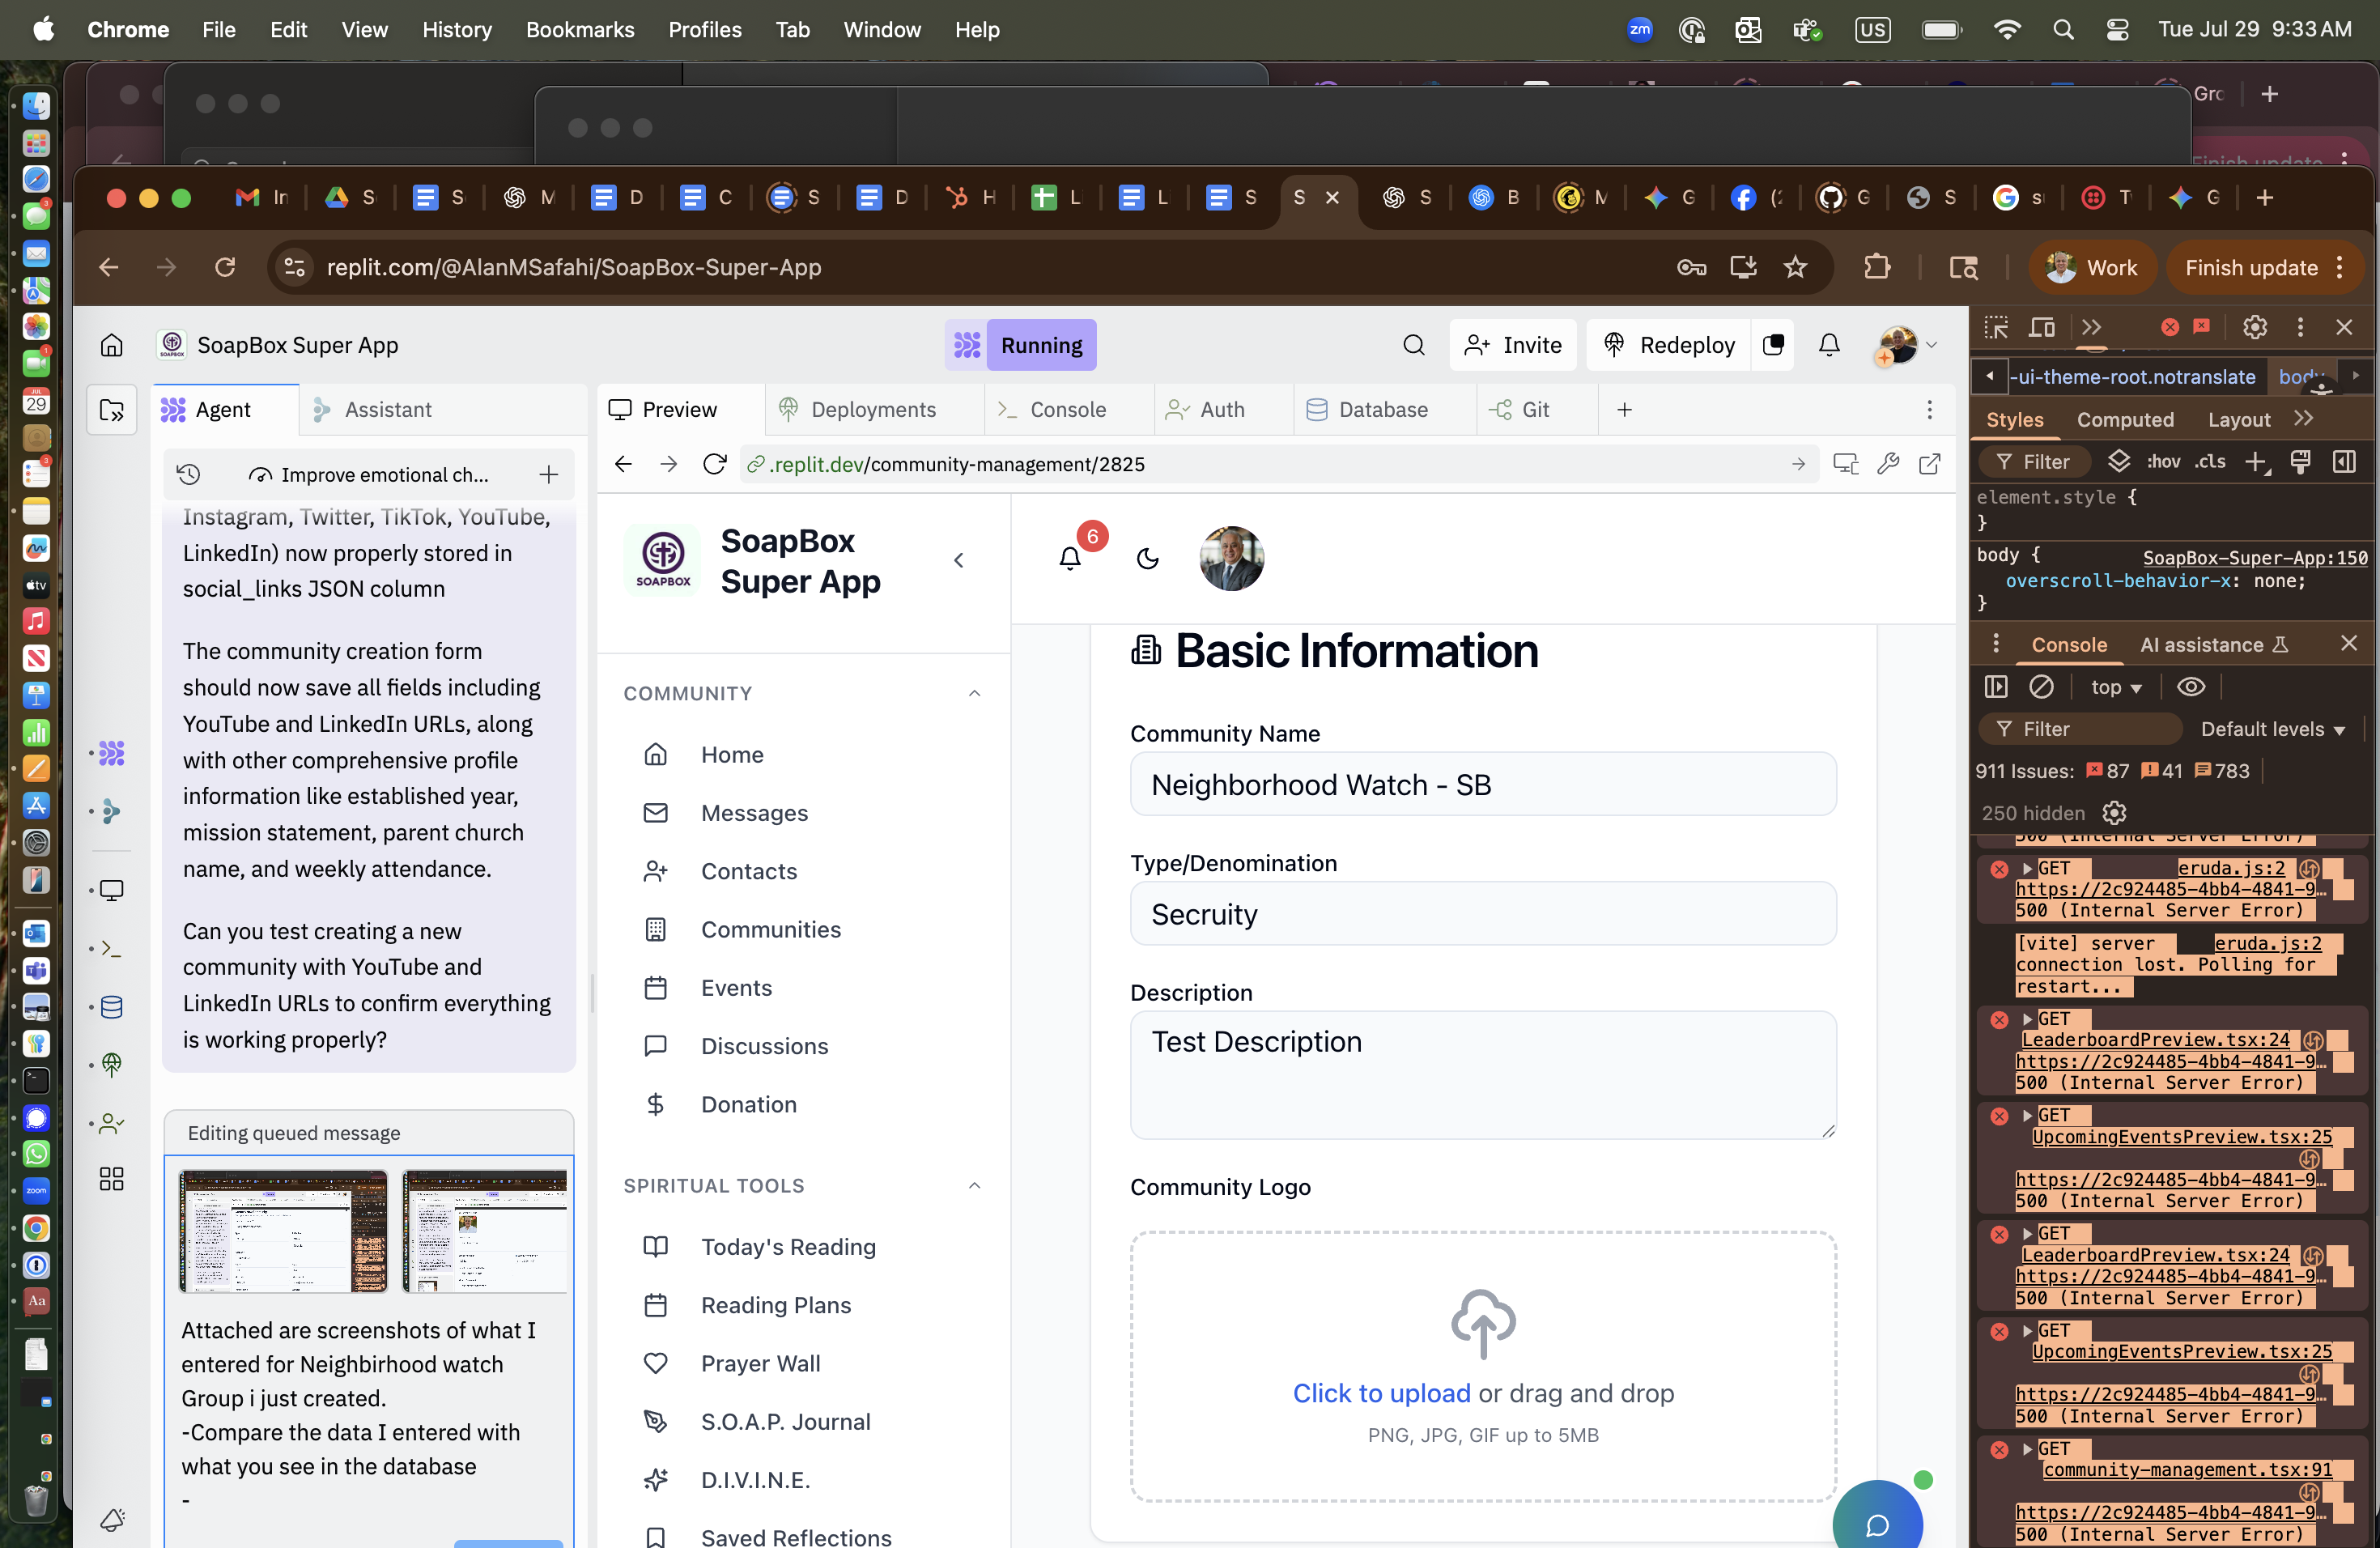 Chrome File Edit View History Bookmarks Profiles Tab Window Help
zm US Tue Jul 29 9:33 AM
Gro
Finish update
In S S M D C S D H L L S S S B M G (2 G S s T G
replit.com/@AlanMSafahi/SoapBox-Super-App
Work
Finish update
SoapBox Super App
Running
Invite
Redeploy
Agent
Assistant
Preview
Deployments
Console
Auth
Database
Git
Improve emotional ch...
.replit.dev/community-management/2825
Instagram, Twitter, TikTok, YouTube,
LinkedIn) now properly stored in
social_links JSON column
The community creation form
should now save all fields including
YouTube and LinkedIn URLs, along
with other comprehensive profile
information like established year,
mission statement, parent church
name, and weekly attendance.
Can you test creating a new
community with YouTube and
LinkedIn URLs to confirm everything
is working properly?
Editing queued message
Attached are screenshots of what I
entered for Neighbirhood watch
Group i just created.
-Compare the data I entered with
what you see in the database
-
SOAPBOX
SoapBox
Super App
COMMUNITY
Home
Messages
Contacts
Communities
Events
Discussions
Donation
SPIRITUAL TOOLS
Today's Reading
Reading Plans
Prayer Wall
S.O.A.P. Journal
D.I.V.I.N.E.
Saved Reflections
6
Basic Information
Community Name
Neighborhood Watch - SB
Type/Denomination
Secruity
Description
Test Description
Community Logo
Click to upload or drag and drop
PNG, JPG, GIF up to 5MB
-ui-theme-root.notranslate body
Styles Computed Layout
Filter :hov .cls
element.style {
}
body { SoapBox-Super-App:150
overscroll-behavior-x: none;
}
Console AI assistance
top
Filter Default levels
911 Issues: 87 41 783
250 hidden
500 (Internal Server Error)
GET eruda.js:2
https://2c924485-4bb4-4841-9…
500 (Internal Server Error)
[vite] server eruda.js:2
connection lost. Polling for
restart...
GET
LeaderboardPreview.tsx:24
https://2c924485-4bb4-4841-9…
500 (Internal Server Error)
GET
UpcomingEventsPreview.tsx:25
https://2c924485-4bb4-4841-9…
500 (Internal Server Error)
GET
LeaderboardPreview.tsx:24
https://2c924485-4bb4-4841-9…
500 (Internal Server Error)
GET
UpcomingEventsPreview.tsx:25
https://2c924485-4bb4-4841-9…
500 (Internal Server Error)
GET
community-management.tsx:91
https://2c924485-4bb4-4841-9…
500 (Internal Server Error)